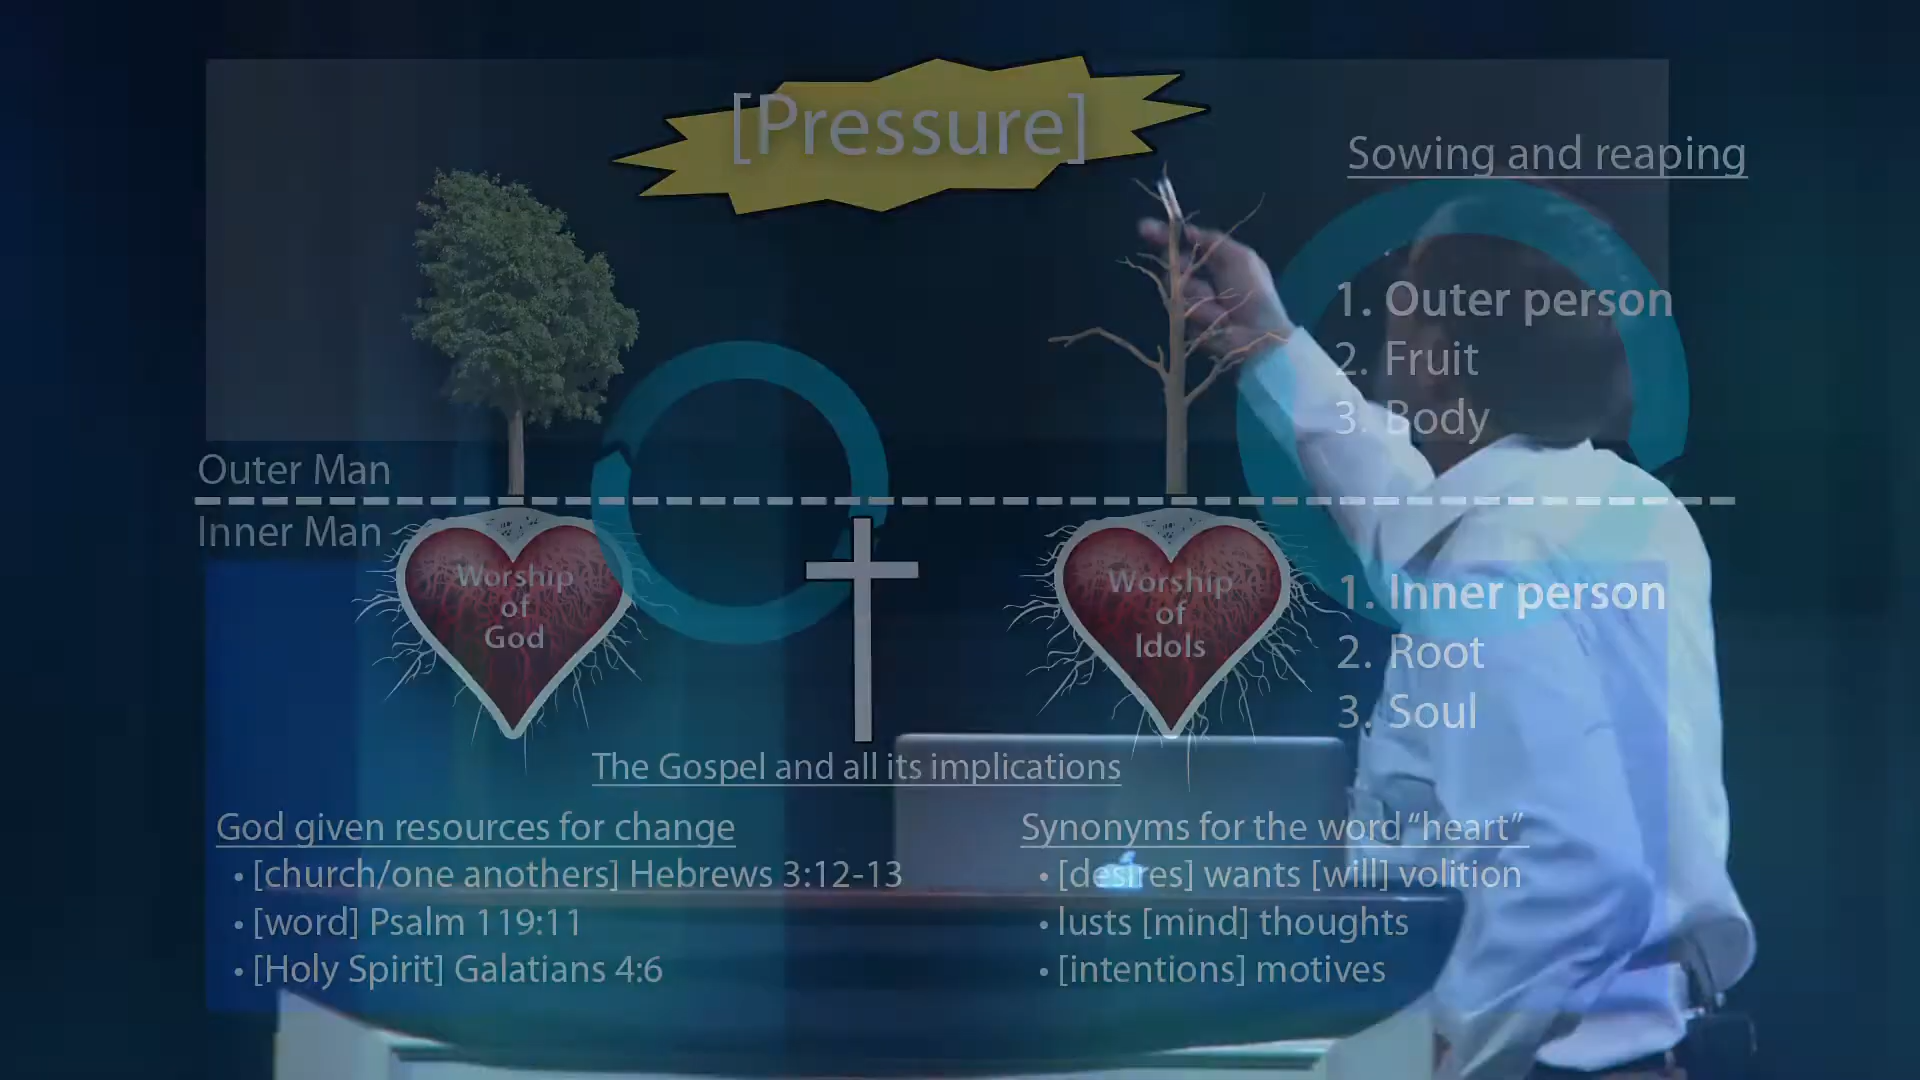 [Pressure]
Sowing and reaping
1. Outer person
2. Fruit
3. Body
Outer Man
Inner Man
Worship
of
God
Worship
of
Idols
1. Inner person
2. Root
3. Soul
The Gospel and all its implications
God given resources for change
• [church/one anothers] Hebrews 3:12-13
• [word] Psalm 119:11
• [Holy Spirit] Galatians 4:6
Synonyms for the word “heart”
• [desires] wants [will] volition
• lusts [mind] thoughts
• [intentions] motives